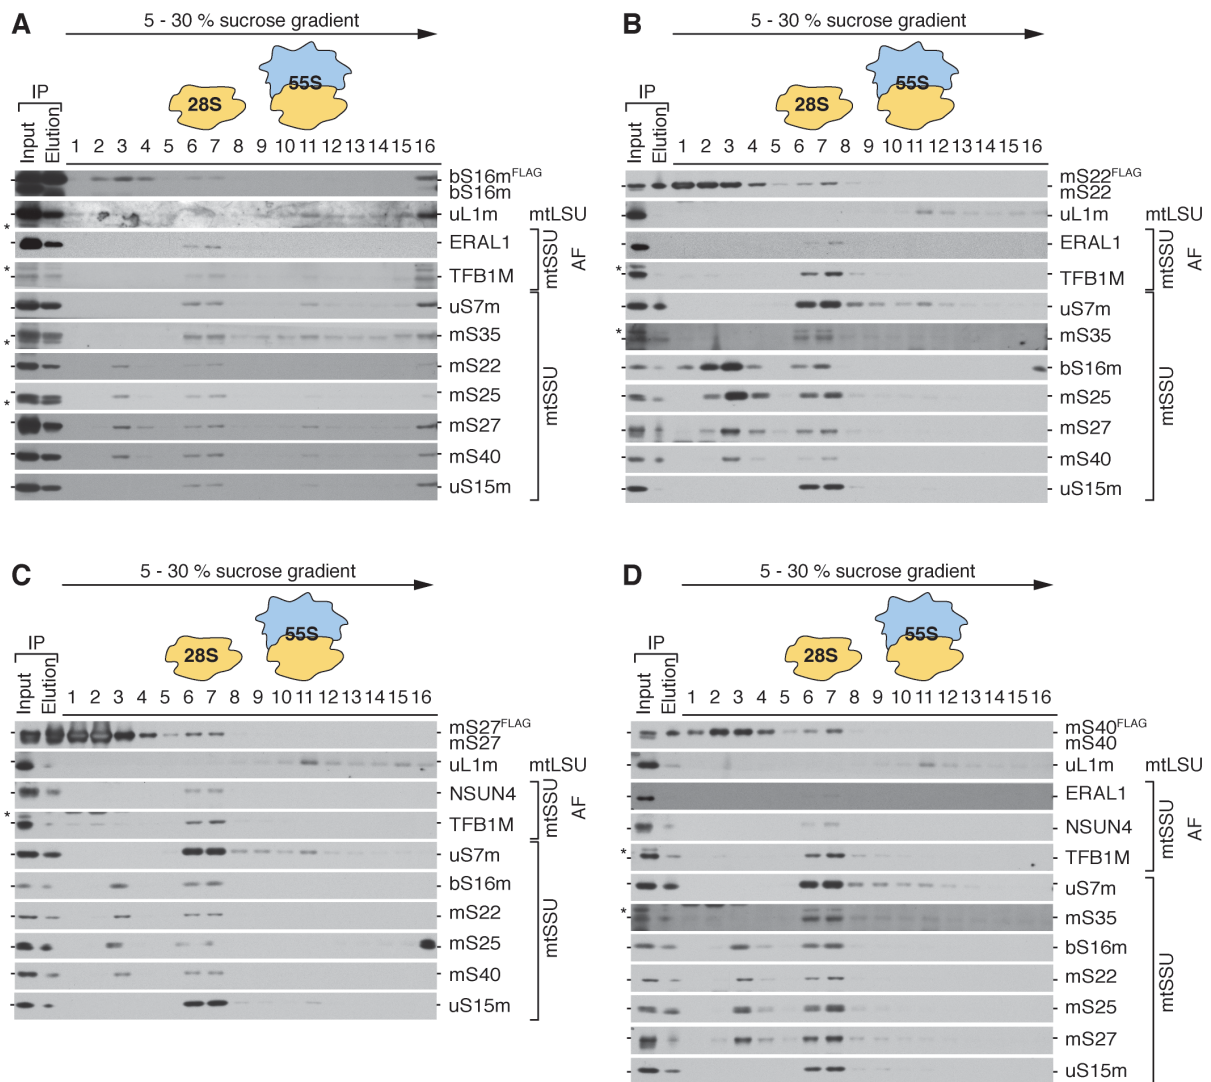 A
5 - 30 % sucrose gradient
28S
55S
IP
Input
Elution
1 2 3 4 5 6 7 8 9 10 11 12 13 14 15 16
bS16mFLAG
bS16m
uL1m mtLSU
*
ERAL1
*
TFB1M
mtSSU
AF
uS7m
mS35
*
mS22
mS25
*
mS27
mS40
uS15m
mtSSU
B
5 - 30 % sucrose gradient
28S
55S
IP
Input
Elution
1 2 3 4 5 6 7 8 9 10 11 12 13 14 15 16
mS22FLAG
mS22
uL1m mtLSU
ERAL1
*
TFB1M
mtSSU
AF
uS7m
*
mS35
bS16m
mS25
mS27
mS40
uS15m
mtSSU
C
5 - 30 % sucrose gradient
28S
55S
IP
Input
Elution
1 2 3 4 5 6 7 8 9 10 11 12 13 14 15 16
mS27FLAG
mS27
uL1m mtLSU
NSUN4
*
TFB1M
mtSSU
AF
uS7m
bS16m
mS22
mS25
mS40
uS15m
mtSSU
D
5 - 30 % sucrose gradient
28S
55S
IP
Input
Elution
1 2 3 4 5 6 7 8 9 10 11 12 13 14 15 16
mS40FLAG
mS40
uL1m mtLSU
ERAL1
NSUN4
*
TFB1M
mtSSU
AF
uS7m
*
mS35
bS16m
mS22
mS25
mS27
uS15m
mtSSU